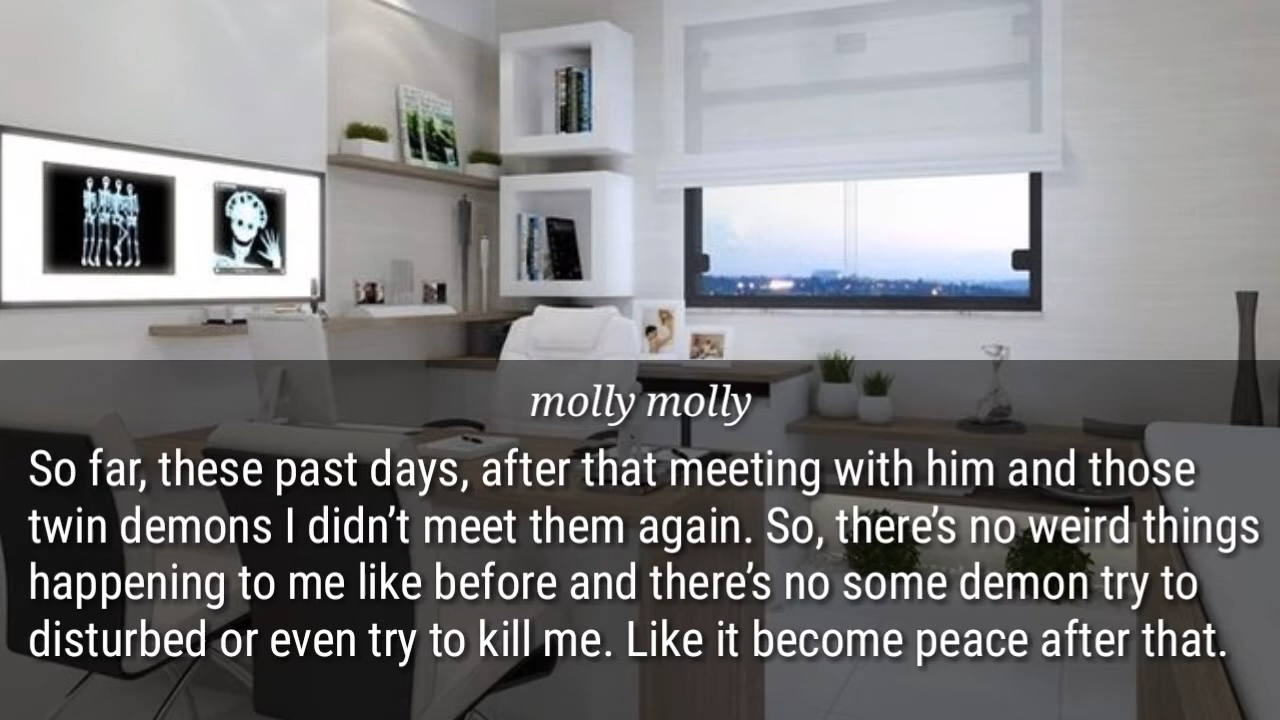 molly molly
So far, these past days, after that meeting with him and those
twin demons I didn’t meet them again. So, there’s no weird things
happening to me like before and there’s no some demon try to
disturbed or even try to kill me. Like it become peace after that.